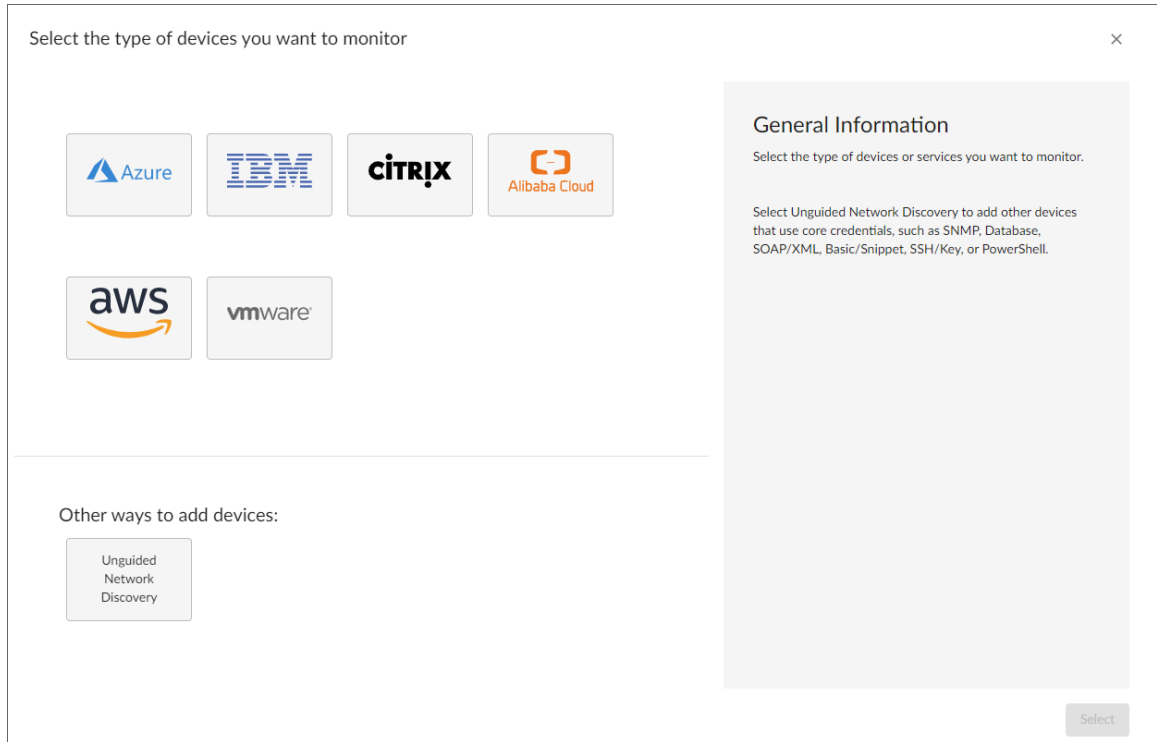 Select the type of devices you want to monitor
×
Azure
IBM
CİTRIX
Alibaba Cloud
aws
vmware
Other ways to add devices:
Unguided
Network
Discovery
General Information
Select the type of devices or services you want to monitor.
Select Unguided Network Discovery to add other devices
that use core credentials, such as SNMP, Database,
SOAP/XML, Basic/Snippet, SSH/Key, or PowerShell.
Select